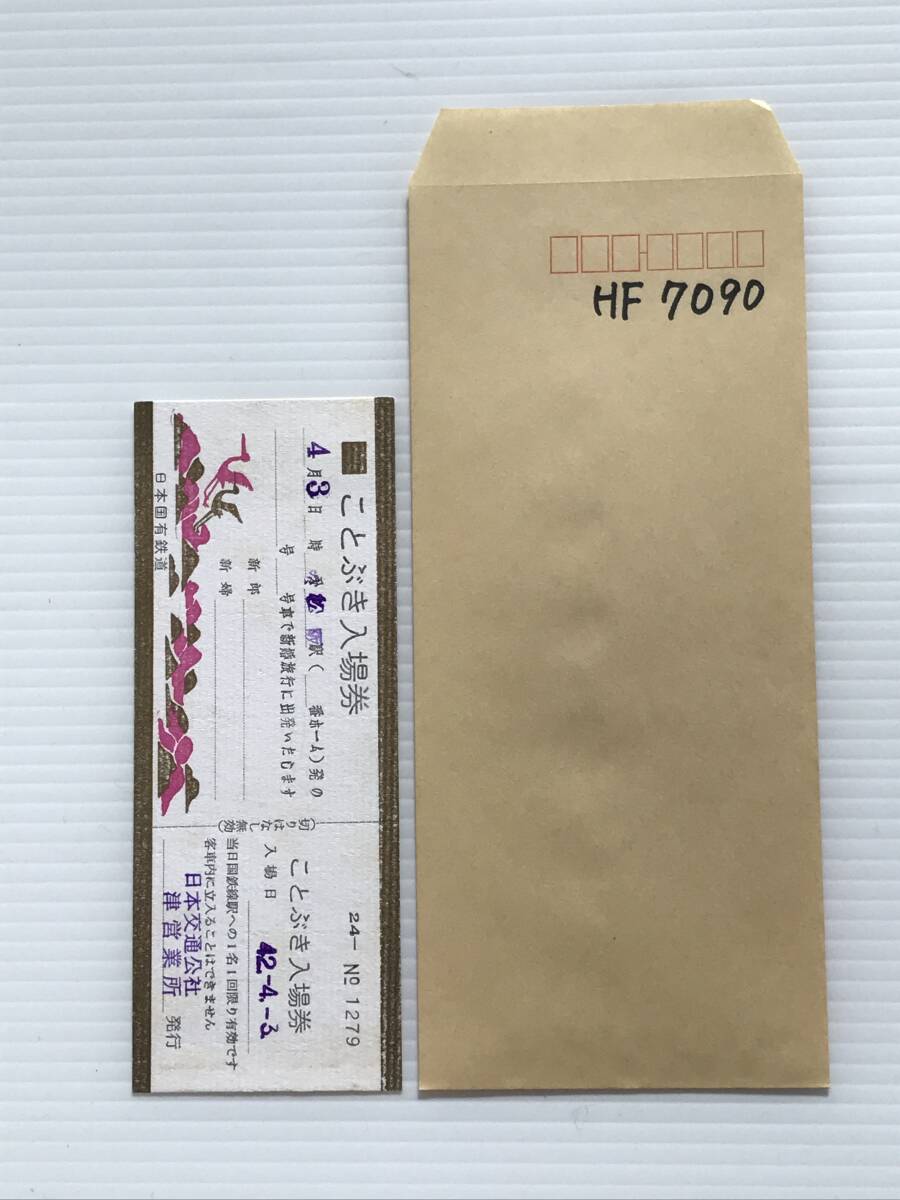 HF 7090
ことぶき入場券
4月3日 時 松 駅( 番ホーム)発の
号 号車で新婚旅行に出発いたします
新郎
新婦
日本国有鉄道
(切りはなし無効)
24-№ 1279
ことぶき入場券
入場日 42.-4.-3
当日国鉄線駅への1名1回限り有効です
客車内に立入ることはできません
日本交通公社
津営業所 発行